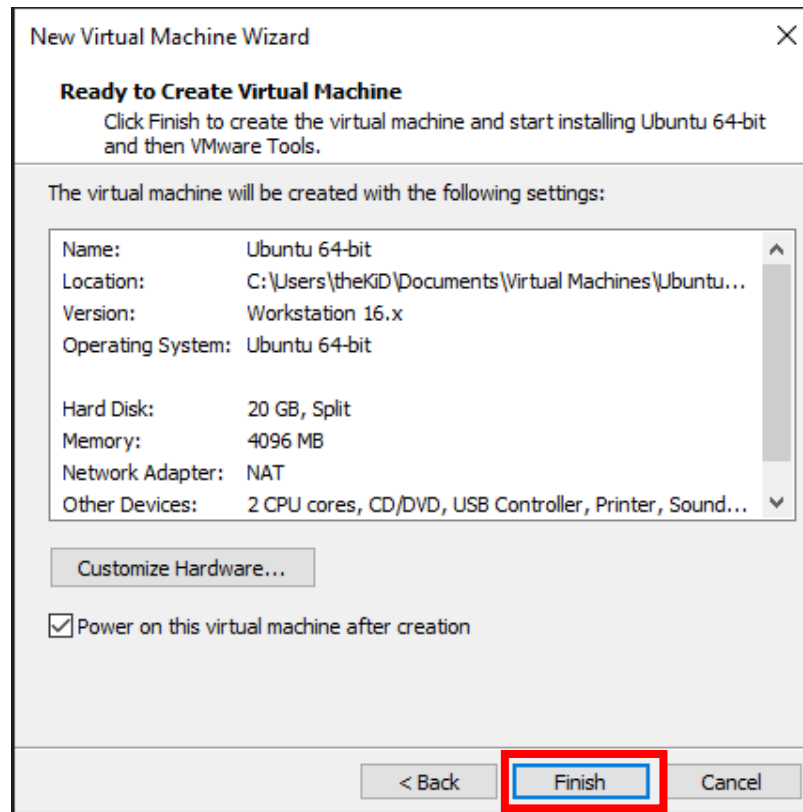 New Virtual Machine Wizard
Ready to Create Virtual Machine
Click Finish to create the virtual machine and start installing Ubuntu 64-bit
and then VMware Tools.
The virtual machine will be created with the following settings:
Name: Ubuntu 64-bit
Location: C:\Users\theKiD\Documents\Virtual Machines\Ubuntu...
Version: Workstation 16.x
Operating System: Ubuntu 64-bit
Hard Disk: 20 GB, Split
Memory: 4096 MB
Network Adapter: NAT
Other Devices: 2 CPU cores, CD/DVD, USB Controller, Printer, Sound...
Customize Hardware...
Power on this virtual machine after creation
< Back Finish Cancel